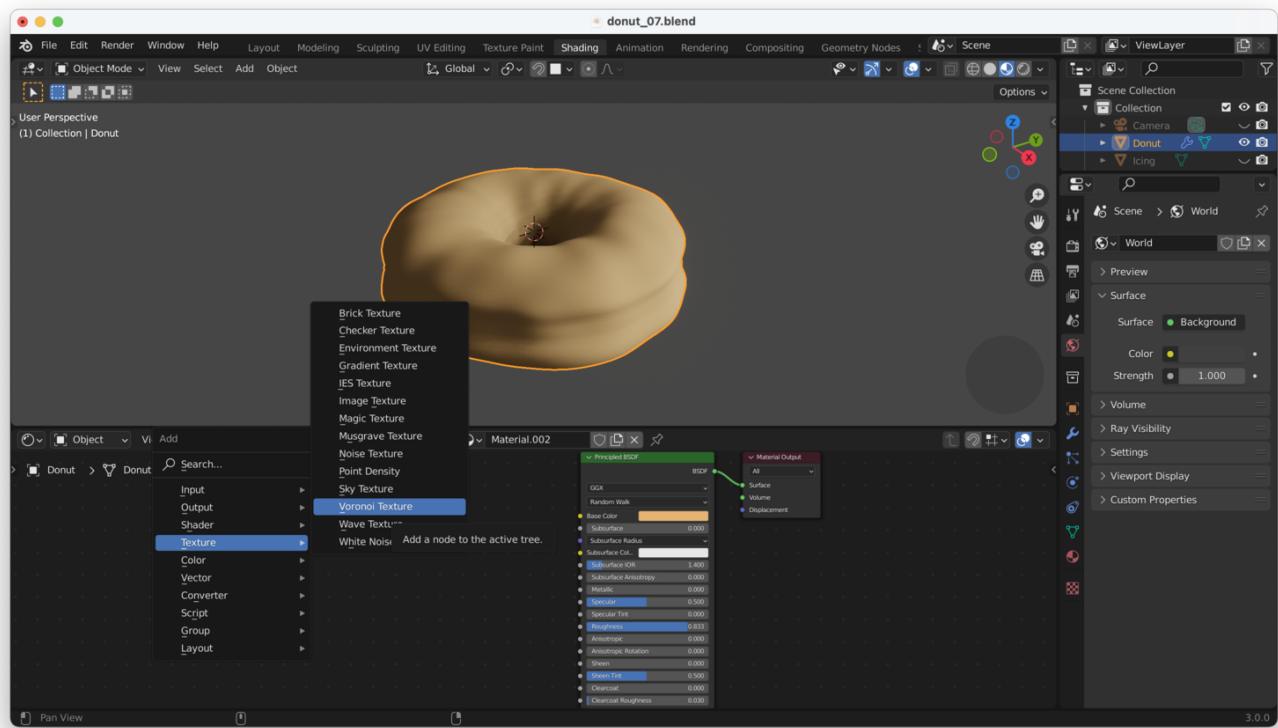 donut_07.blend
File Edit Render Window Help Layout Modeling Sculpting UV Editing Texture Paint Shading Animation Rendering Compositing Geometry Nodes Scene ViewLayer
Object Mode View Select Add Object Global
Options
User Perspective
(1) Collection | Donut
Z
Y
X
Scene Collection
Collection
Camera
Donut
Icing
Scene > World
World
Preview
Surface
Surface Background
Color
Strength 1.000
Volume
Ray Visibility
Settings
Viewport Display
Custom Properties
Object Vi Material.002
Donut > Donut
Add
Search...
Input
Output
Shader
Texture
Color
Vector
Converter
Script
Group
Layout
Brick Texture
Checker Texture
Environment Texture
Gradient Texture
IES Texture
Image Texture
Magic Texture
Musgrave Texture
Noise Texture
Point Density
Sky Texture
Voronoi Texture
Wave Textu
White Nois
Add a node to the active tree.
Principled BSDF
BSDF
GGX
Random Walk
Base Color
Subsurface 0.000
Subsurface Radius
Subsurface Col..
Subsurface IOR 1.400
Subsurface Anisotropy 0.000
Metallic 0.000
Specular 0.500
Specular Tint 0.000
Roughness 0.833
Anisotropic 0.000
Anisotropic Rotation 0.000
Sheen 0.000
Sheen Tint 0.500
Clearcoat 0.000
Clearcoat Roughness 0.030
Material Output
All
Surface
Volume
Displacement
Pan View
3.0.0